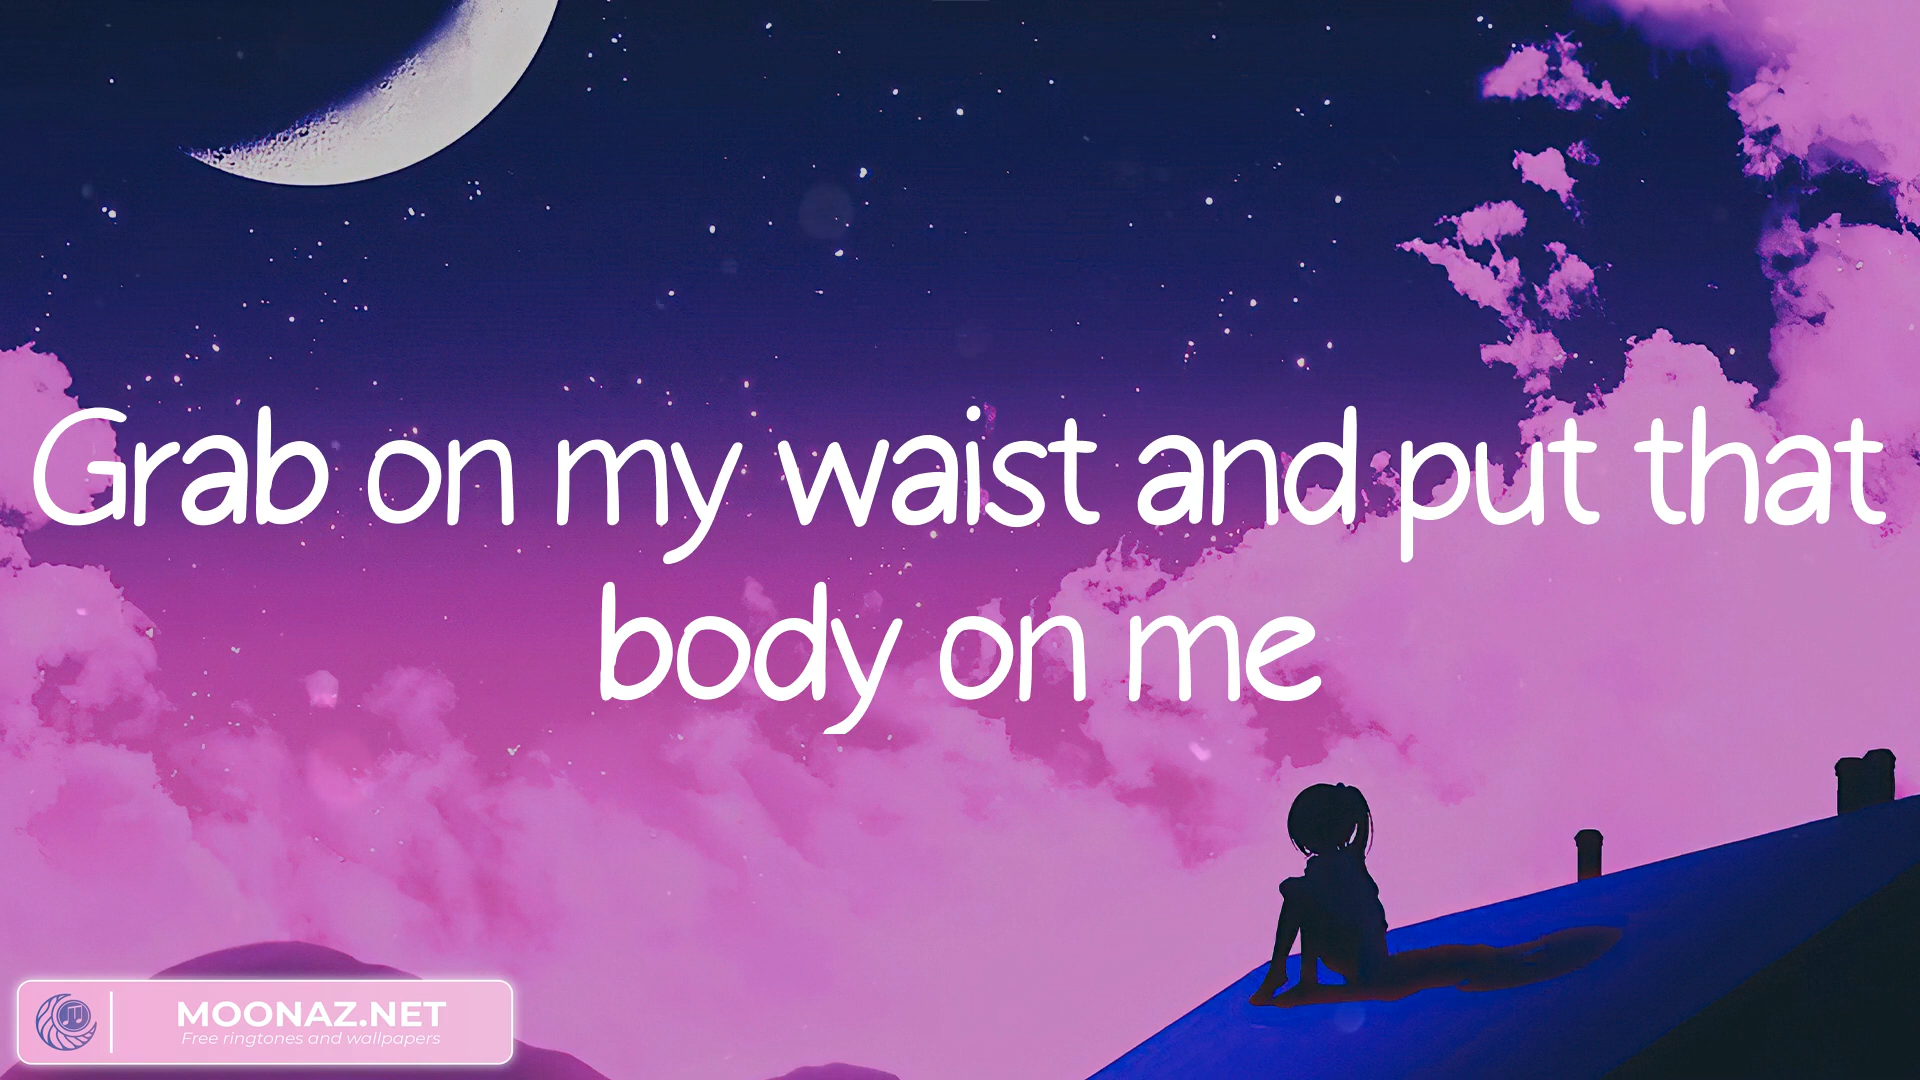 Grab on my waist and put that
body on me
MOONAZ.NET
Free ringtones and wallpapers